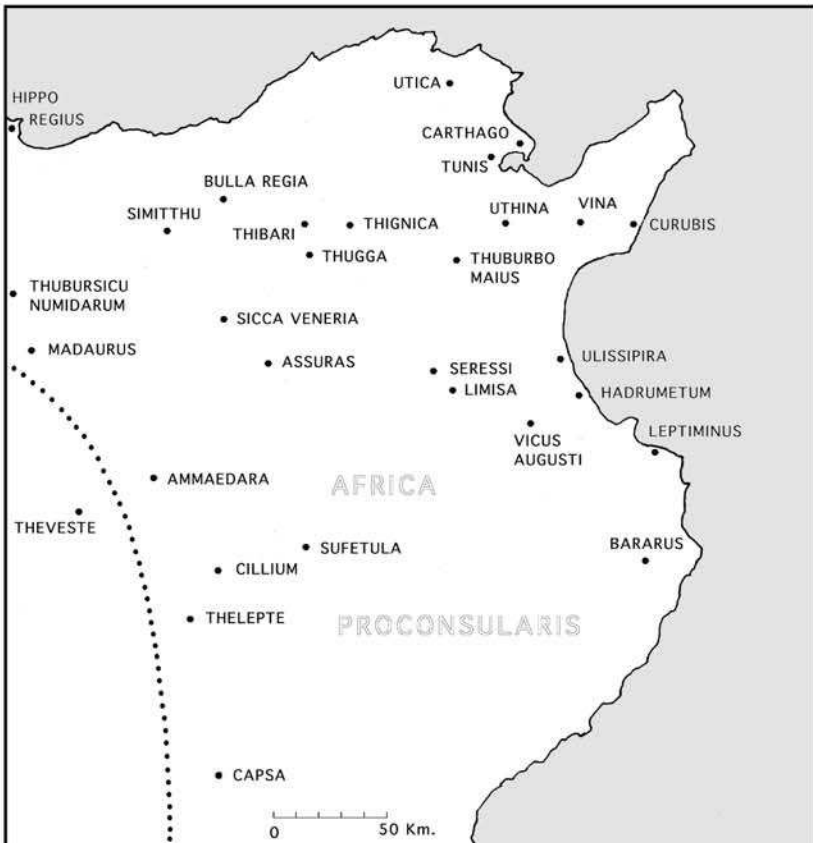 UTICA
HIPPO
REGIUS
CARTHAGO
TUNIS
BULLA REGIA
SIMITTHU
THIBARI
THIGNICA
UTHINA
VINA
CURUBIS
THUGGA
THUBURBO
MAIUS
THUBURSICU
NUMIDARUM
SICCA VENERIA
MADAURUS
ASSURAS
SERESSI
ULISSIPIRA
LIMISA
HADRUMETUM
VICUS
AUGUSTI
LEPTIMINUS
AMMAEDARA
AFRICA
THEVESTE
SUFETULA
BARARUS
CILLIUM
THELEPTE
PROCONSULARIS
CAPSA
0 50 Km.